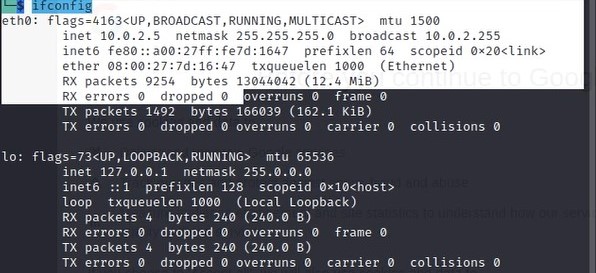 └─$ ifconfig
eth0: flags=4163<UP,BROADCAST,RUNNING,MULTICAST> mtu 1500
inet 10.0.2.5 netmask 255.255.255.0 broadcast 10.0.2.255
inet6 fe80::a00:27ff:fe7d:1647 prefixlen 64 scopeid 0×20<link>
ether 08:00:27:7d:16:47 txqueuelen 1000 (Ethernet)
RX packets 9254 bytes 13044042 (12.4 MiB)
RX errors 0 dropped 0 overruns 0 frame 0
TX packets 1492 bytes 166039 (162.1 KiB)
TX errors 0 dropped 0 overruns 0 carrier 0 collisions 0
lo: flags=73<UP,LOOPBACK,RUNNING> mtu 65536
inet 127.0.0.1 netmask 255.0.0.0
inet6 ::1 prefixlen 128 scopeid 0×10<host>
loop txqueuelen 1000 (Local Loopback)
RX packets 4 bytes 240 (240.0 B)
RX errors 0 dropped 0 overruns 0 frame 0
TX packets 4 bytes 240 (240.0 B)
TX errors 0 dropped 0 overruns 0 carrier 0 collisions 0